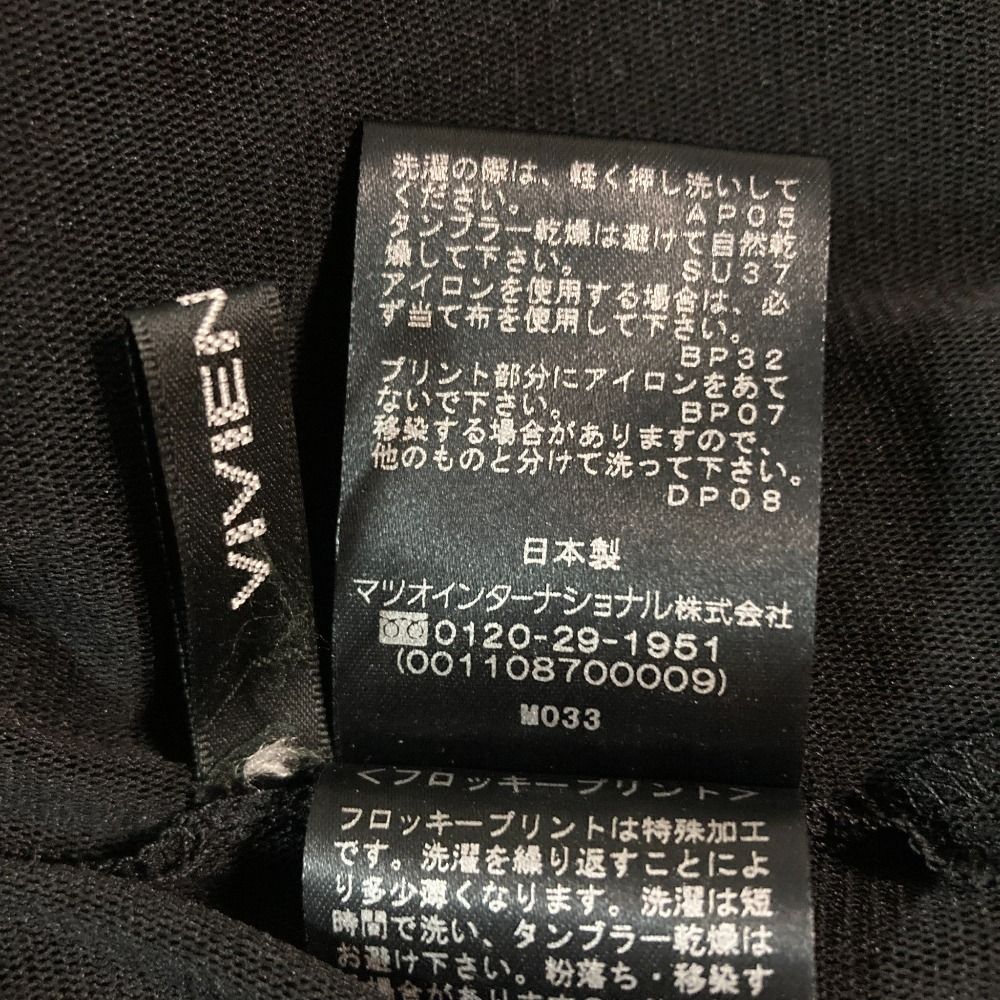 VIVIEN
洗濯の際は、軽く押し洗いして
ください。 AP05
タンブラー乾燥は避けて自然乾
燥して下さい。 SU37
アイロンを使用する場合は、必
ず当て布を使用して下さい。
BP32
プリント部分にアイロンをあて
ないで下さい。 BP07
移染する場合がありますので、
他のものと分けて洗って下さい。
DP08
日本製
マツオインターナショナル株式会社
0120-29-1951
(001108700009)
M033
<フロッキープリント>
フロッキープリントは特殊加工
です。洗濯を繰り返すことによ
り多少薄くなります。洗濯は短
時間で洗い、タンブラー乾燥は
お避け下さい。粉落ち・移染す
る場合があります